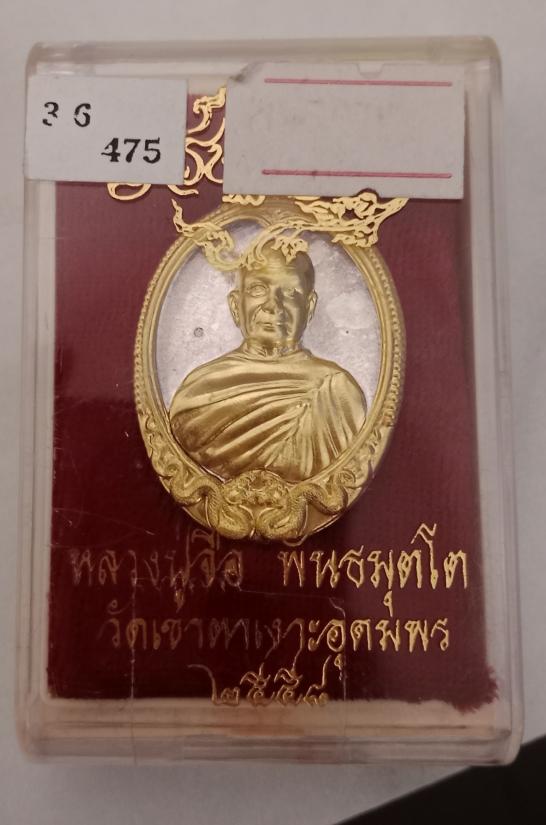 3 6
475
หลวงปู่จื่อ พันธมุตโต
วัดเขาตาเงาะอุดมพร
๒๕๕๘